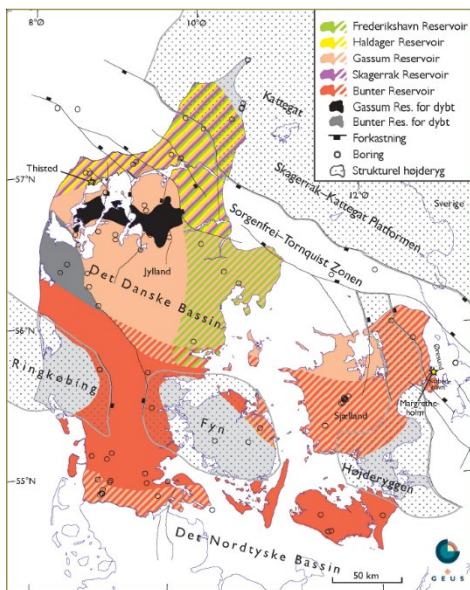 8°Ø
10°Ø
Frederikshavn Reservoir
Haldager Reservoir
Gassum Reservoir
Skagerrak Reservoir
Bunter Reservoir
Gassum Res. for dybt
Bunter Res. for dybt
Forkastning
Boring
Strukturel højderyg
Kattegat
Thisted
57°N
12°Ø
Sverige
Skagerrak–Kattegat Platformen
Sorgenfrei–Tornquist Zonen
Jylland
Det Danske Bassin
56°N
Øresund
Ringkøbing
Fyn
Sjælland
Margrethe-
holm
Højderyggen
55°N
Det Nordtyske Bassin
50 km
GEUS